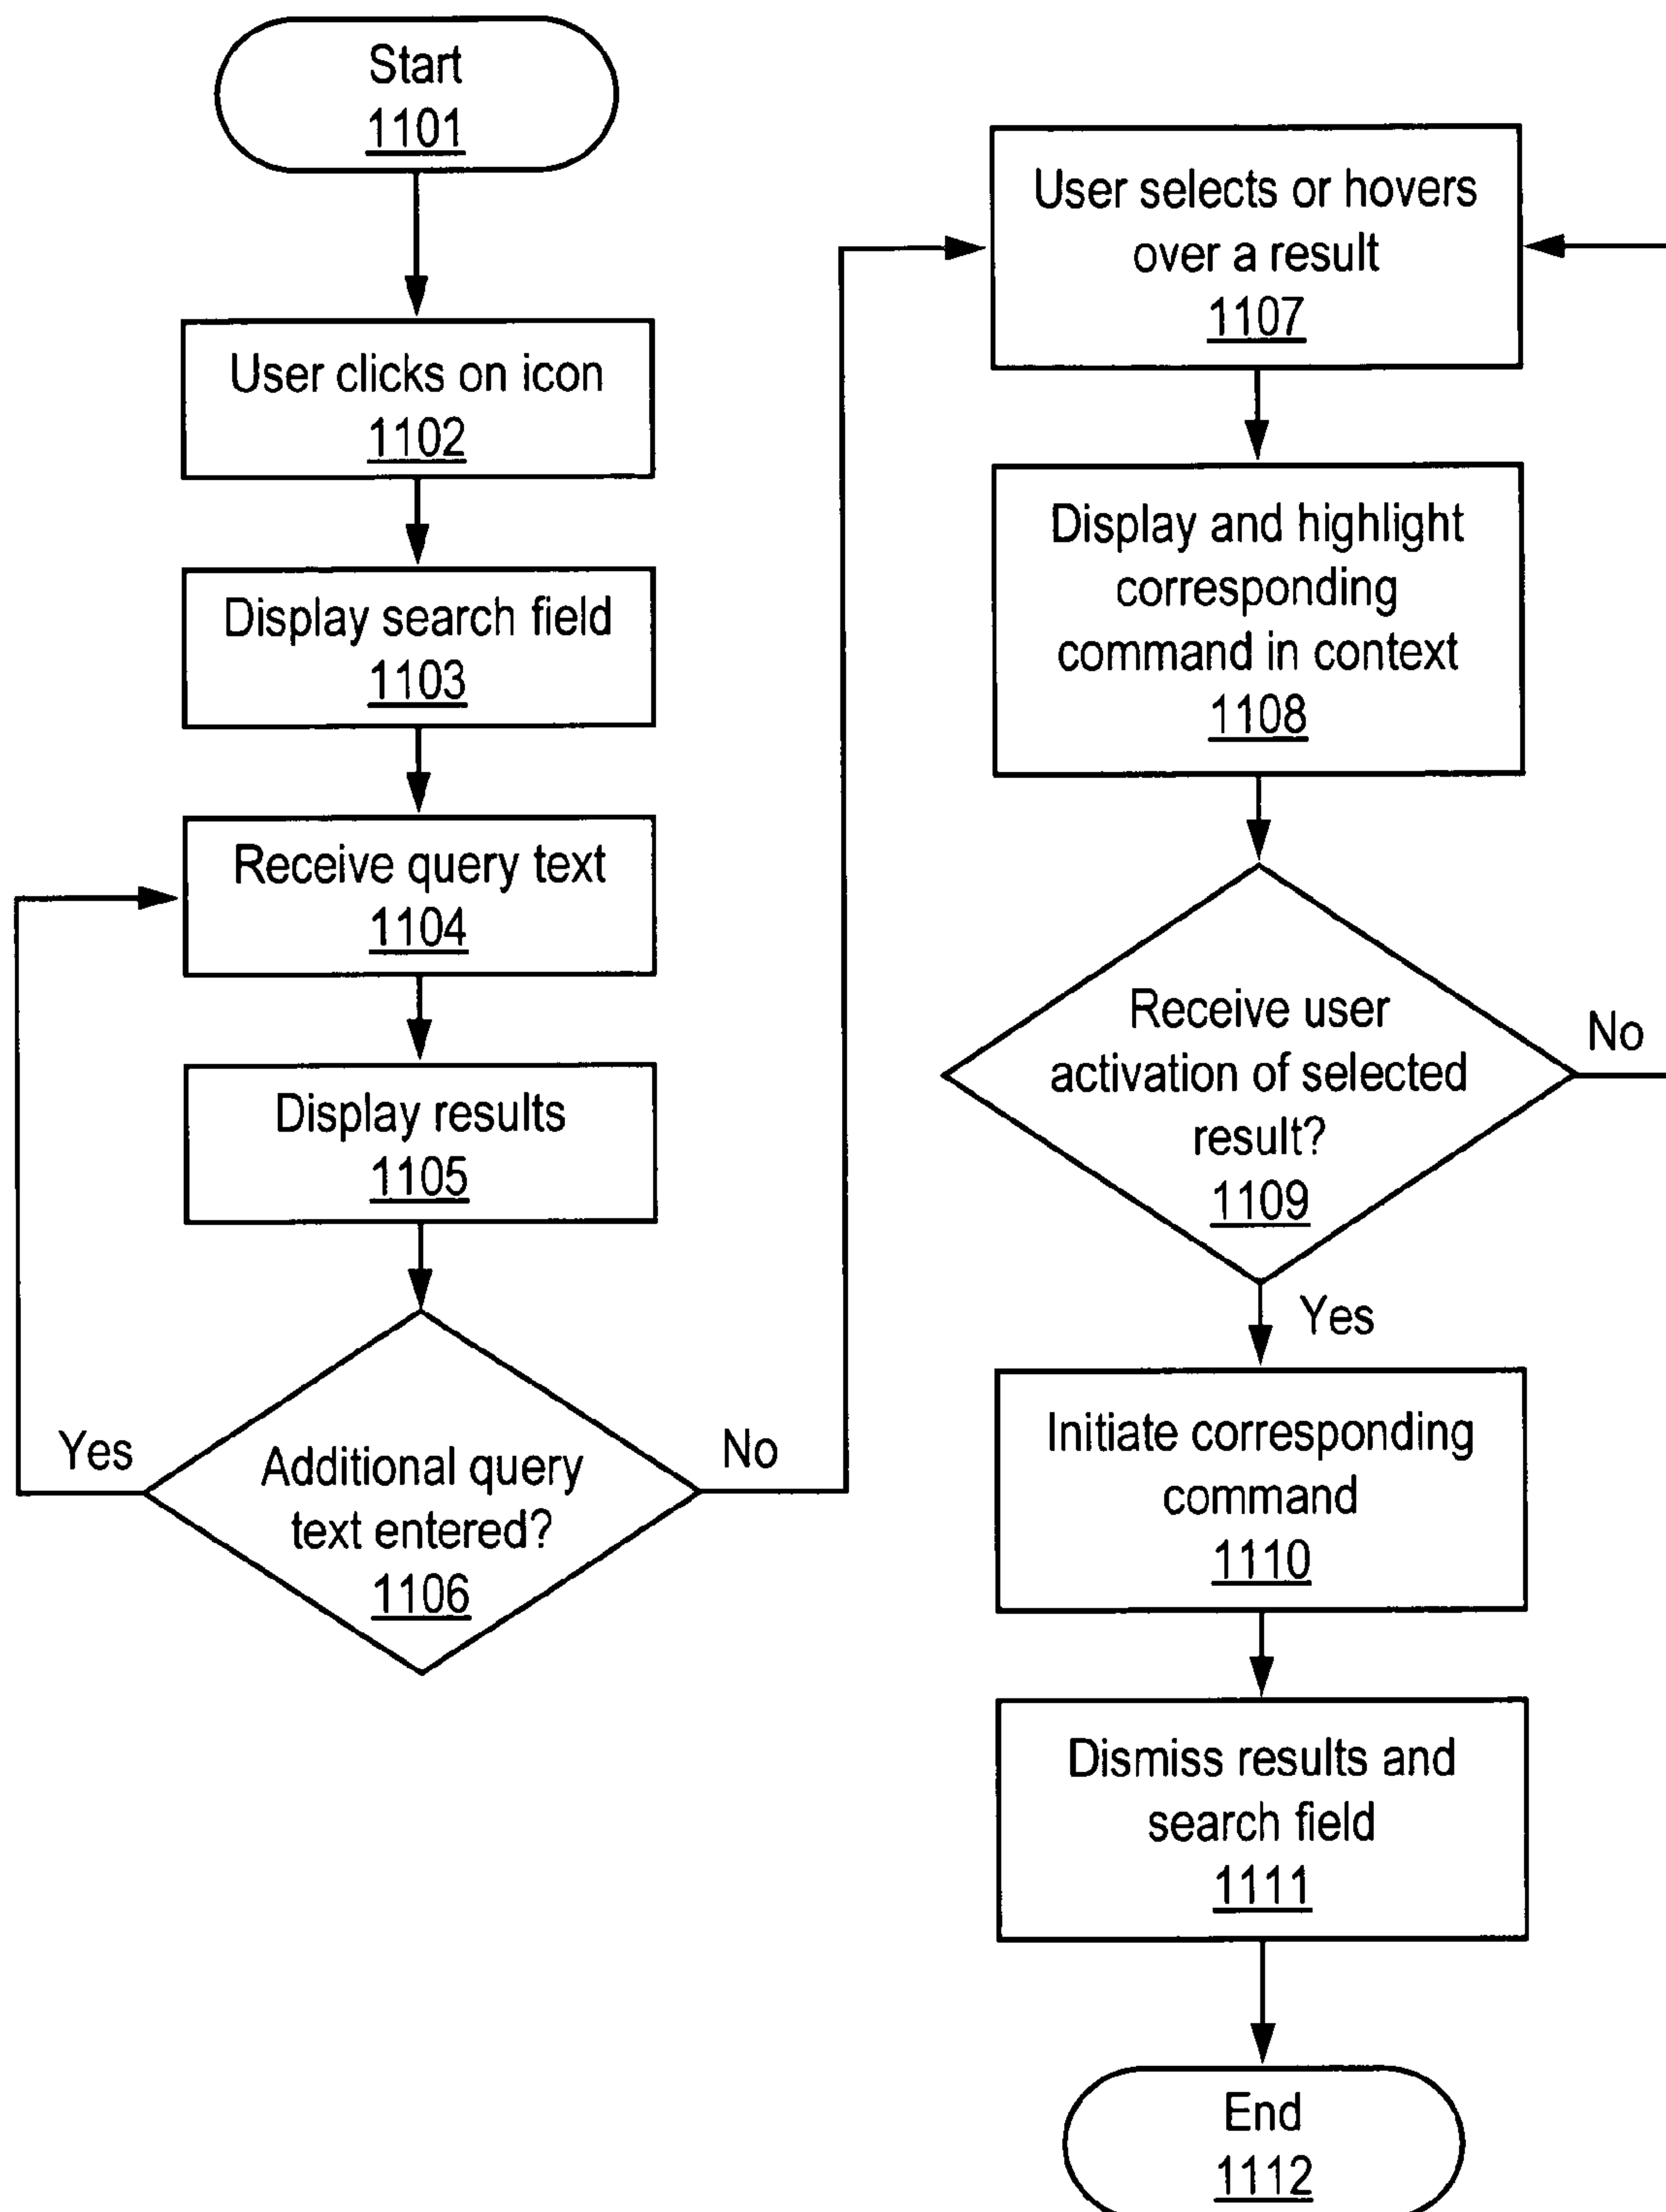 Start
1101
User clicks on icon
1102
Display search field
1103
Receive query text
1104
Display results
1105
Yes
Additional query
text entered?
1106
No
User selects or hovers
over a result
1107
Display and highlight
corresponding
command in context
1108
Receive user
activation of selected
result?
1109
No
Yes
Initiate corresponding
command
1110
Dismiss results and
search field
1111
End
1112